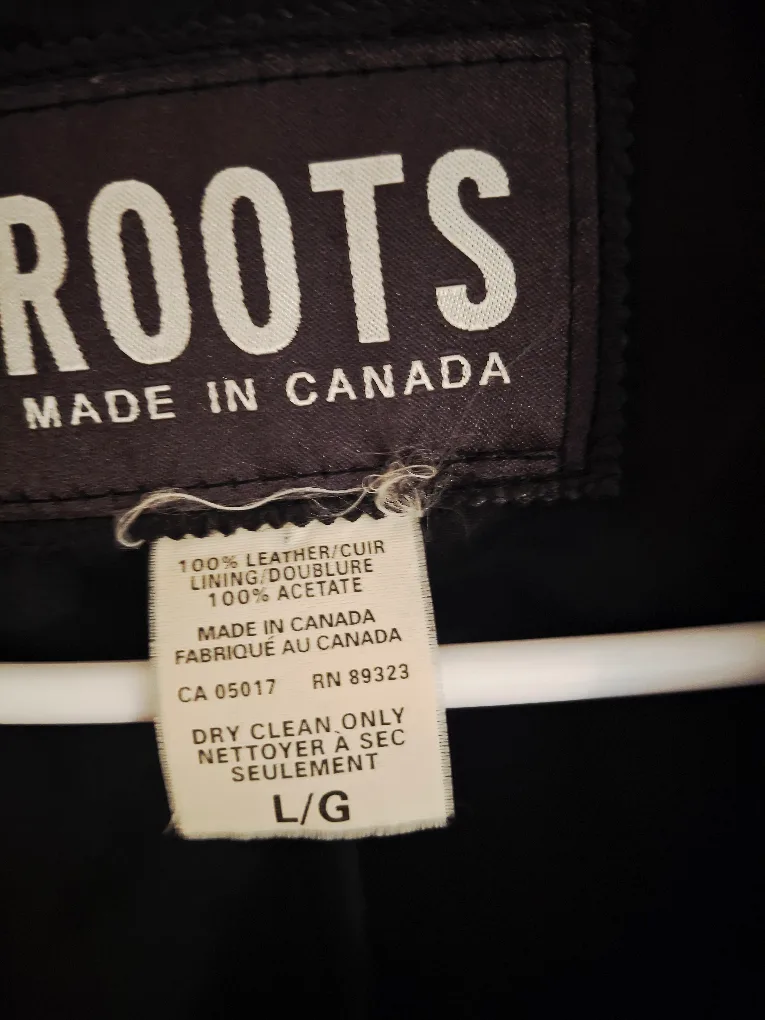 ROOTS
MADE IN CANADA
100% LEATHER/CUIR
LINING/DOUBLURE
100% ACETATE
MADE IN CANADA
FABRIQUÉ AU CANADA
CA 05017 RN 89323
DRY CLEAN ONLY
NETTOYER À SEC
SEULEMENT
L/G